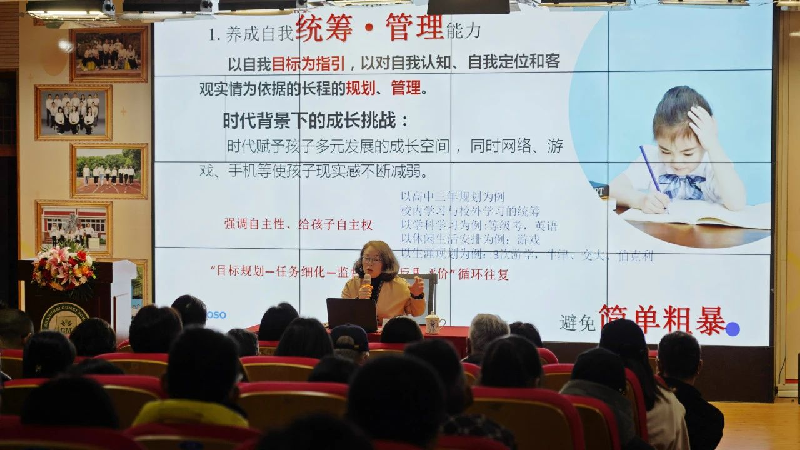 1. 养成自我统筹·管理能力
以自我目标为指引，以对自我认知、自我定位和客
观实情为依据的长程的规划、管理。
时代背景下的成长挑战：
时代赋予孩子多元发展的成长空间，同时网络、游
戏、手机等使孩子现实感不断减弱。
以高中三年规划为例
校内学习与校外学习的统筹
强调自主性、给孩子自主权
以学科学习为例:等级考，英语
以休闲生活安排为例：游戏
“目标规划—任务细化—监
价”循环往复
避免简单粗暴